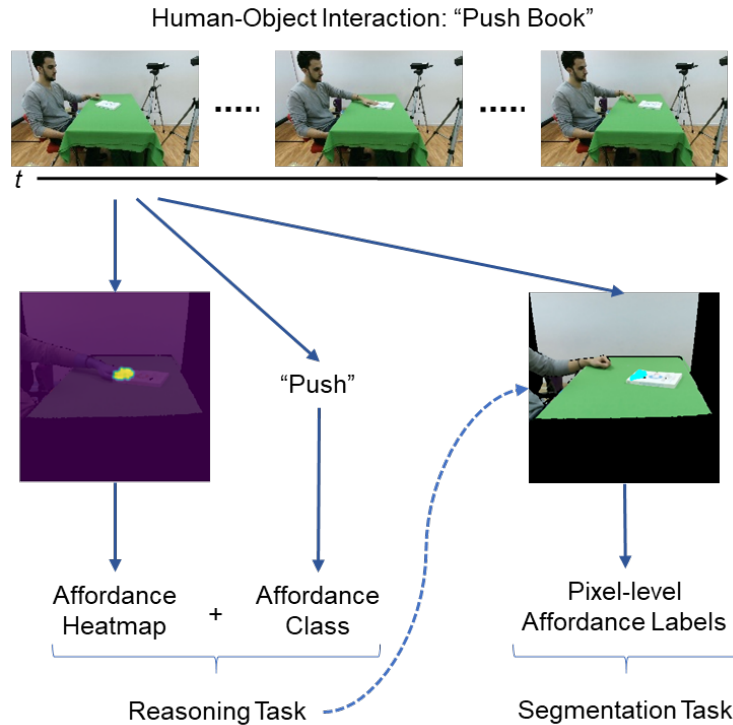 Human-Object Interaction: “Push Book”
t
“Push”
Affordance
Heatmap
+
Affordance
Class
Pixel-level
Affordance Labels
Reasoning Task
Segmentation Task